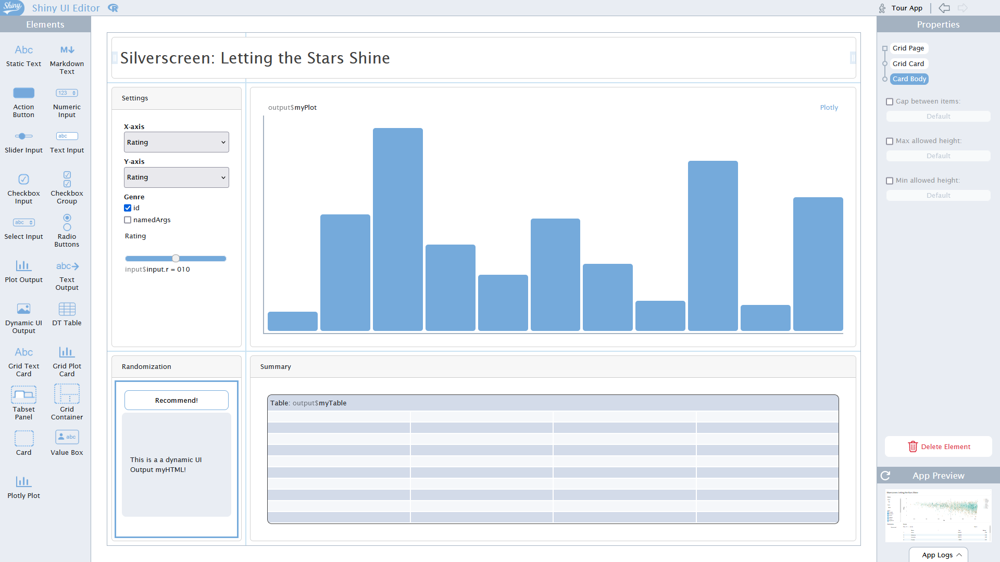 Shiny
Shiny UI Editor
Tour App
Elements
Abc
Static Text
M
Markdown
Text
Action
Button
123
Numeric
Input
Slider Input
abc
Text Input
Checkbox
Input
Checkbox
Group
abc
Select Input
Radio
Buttons
Plot Output
abc
Text
Output
Dynamic UI
Output
DT Table
Abc
Grid Text
Card
Grid Plot
Card
Tabset
Panel
Grid
Container
Card
abc
Value Box
Plotly Plot
Silverscreen: Letting the Stars Shine
Settings
X-axis
Rating
Y-axis
Rating
Genre
id
namedArgs
Rating
input$input.r = 010
output$myPlot
Plotly
Randomization
Recommend!
This is a a dynamic UI
Output myHTML!
Summary
Table: output$myTable
Properties
Grid Page
Grid Card
Card Body
Gap between items:
Default
Max allowed height:
Default
Min allowed height:
Default
Delete Element
App Preview
Silverscreen: Letting the Stars Shine
App Logs